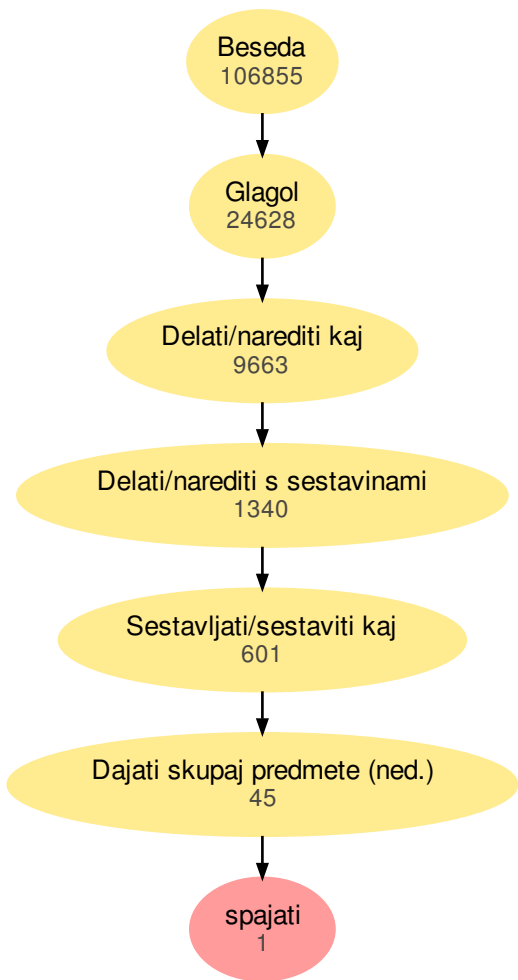 Beseda
106855
Glagol
24628
Delati/narediti kaj
9663
Delati/narediti s sestavinami
1340
Sestavljati/sestaviti kaj
601
Dajati skupaj predmete (ned.)
45
spajati
1